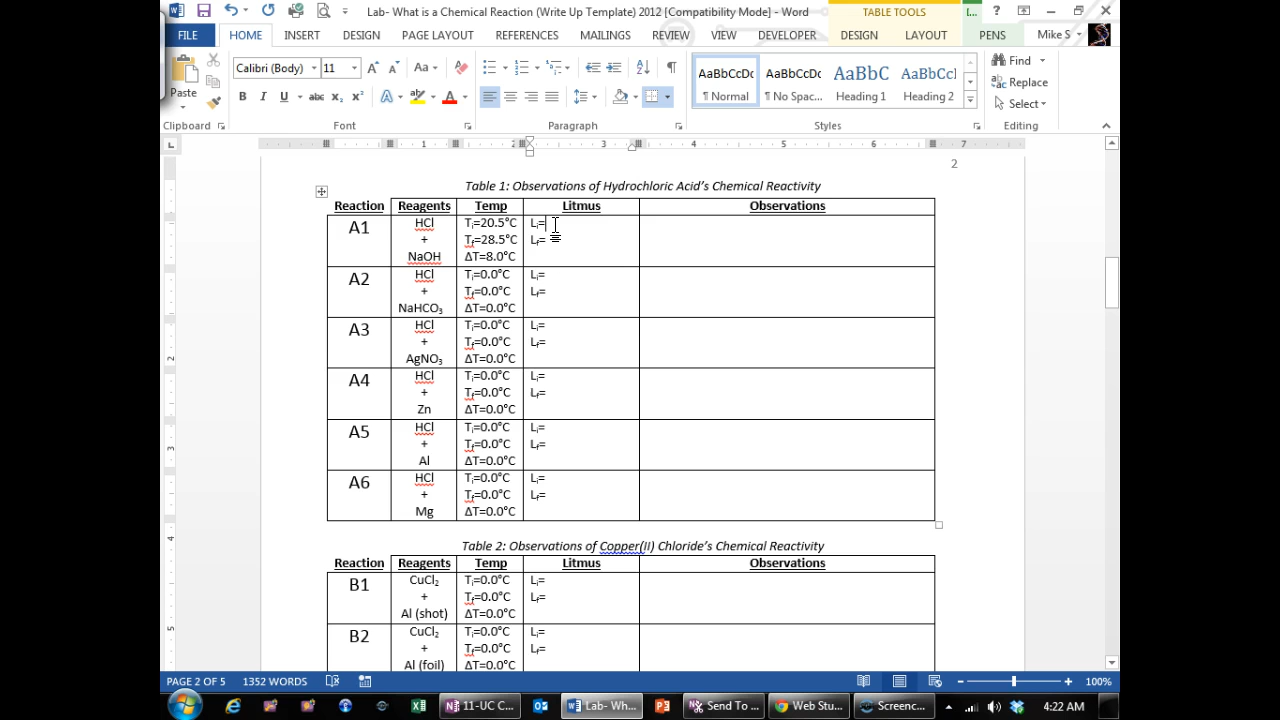 Lab- What is a Chemical Reaction (Write Up Template) 2012 [Compatibility Mode] - Word
TABLE TOOLS
FILE HOME INSERT DESIGN PAGE LAYOUT REFERENCES MAILINGS REVIEW VIEW DEVELOPER DESIGN LAYOUT PENS Mike S
Paste
Calibri (Body) 11
AaBbCcDc AaBbCcDc AaBbC AaBbCcl
¶ Normal ¶ No Spac... Heading 1 Heading 2
Find
Replace
Select
Clipboard Font Paragraph Styles Editing
2
Table 1: Observations of Hydrochloric Acid's Chemical Reactivity
Reaction Reagents Temp Litmus Observations
A1 HCl Ti=20.5°C Li=
+ Tf=28.5°C Lf=
NaOH ΔT=8.0°C
A2 HCl Ti=0.0°C Li=
+ Tf=0.0°C Lf=
NaHCO₃ ΔT=0.0°C
A3 HCl Ti=0.0°C Li=
+ Tf=0.0°C Lf=
AgNO₃ ΔT=0.0°C
A4 HCl Ti=0.0°C Li=
+ Tf=0.0°C Lf=
Zn ΔT=0.0°C
A5 HCl Ti=0.0°C Li=
+ Tf=0.0°C Lf=
Al ΔT=0.0°C
A6 HCl Ti=0.0°C Li=
+ Tf=0.0°C Lf=
Mg ΔT=0.0°C
Table 2: Observations of Copper(II) Chloride's Chemical Reactivity
Reaction Reagents Temp Litmus Observations
B1 CuCl₂ Ti=0.0°C Li=
+ Tf=0.0°C Lf=
Al (shot) ΔT=0.0°C
B2 CuCl₂ Ti=0.0°C Li=
+ Tf=0.0°C Lf=
Al (foil) ΔT=0.0°C
PAGE 2 OF 5 1352 WORDS 100%
11-UC C... Lab- Wh... Send To ... Web Stu... Screenc... 4:22 AM